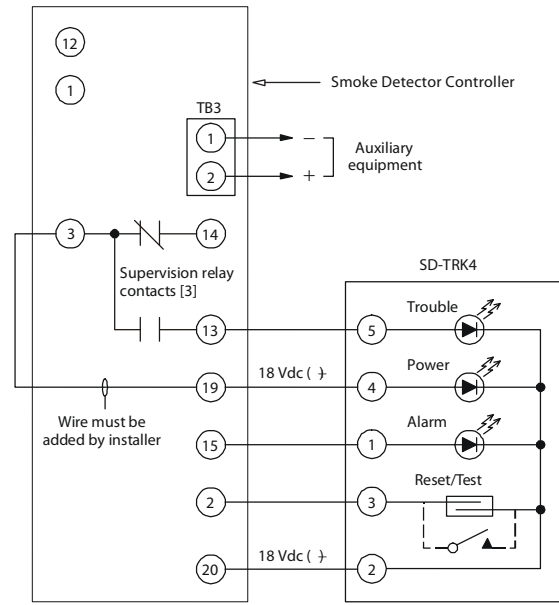 12
1
Smoke Detector Controller
TB3
1
–
Auxiliary
equipment
2
+
3
14
SD-TRK4
Supervision relay
contacts [3]
Trouble
13
5
Power
19
18 Vdc (+)
4
Wire must be
added by installer
Alarm
15
1
Reset/Test
2
3
20
18 Vdc (+)
2